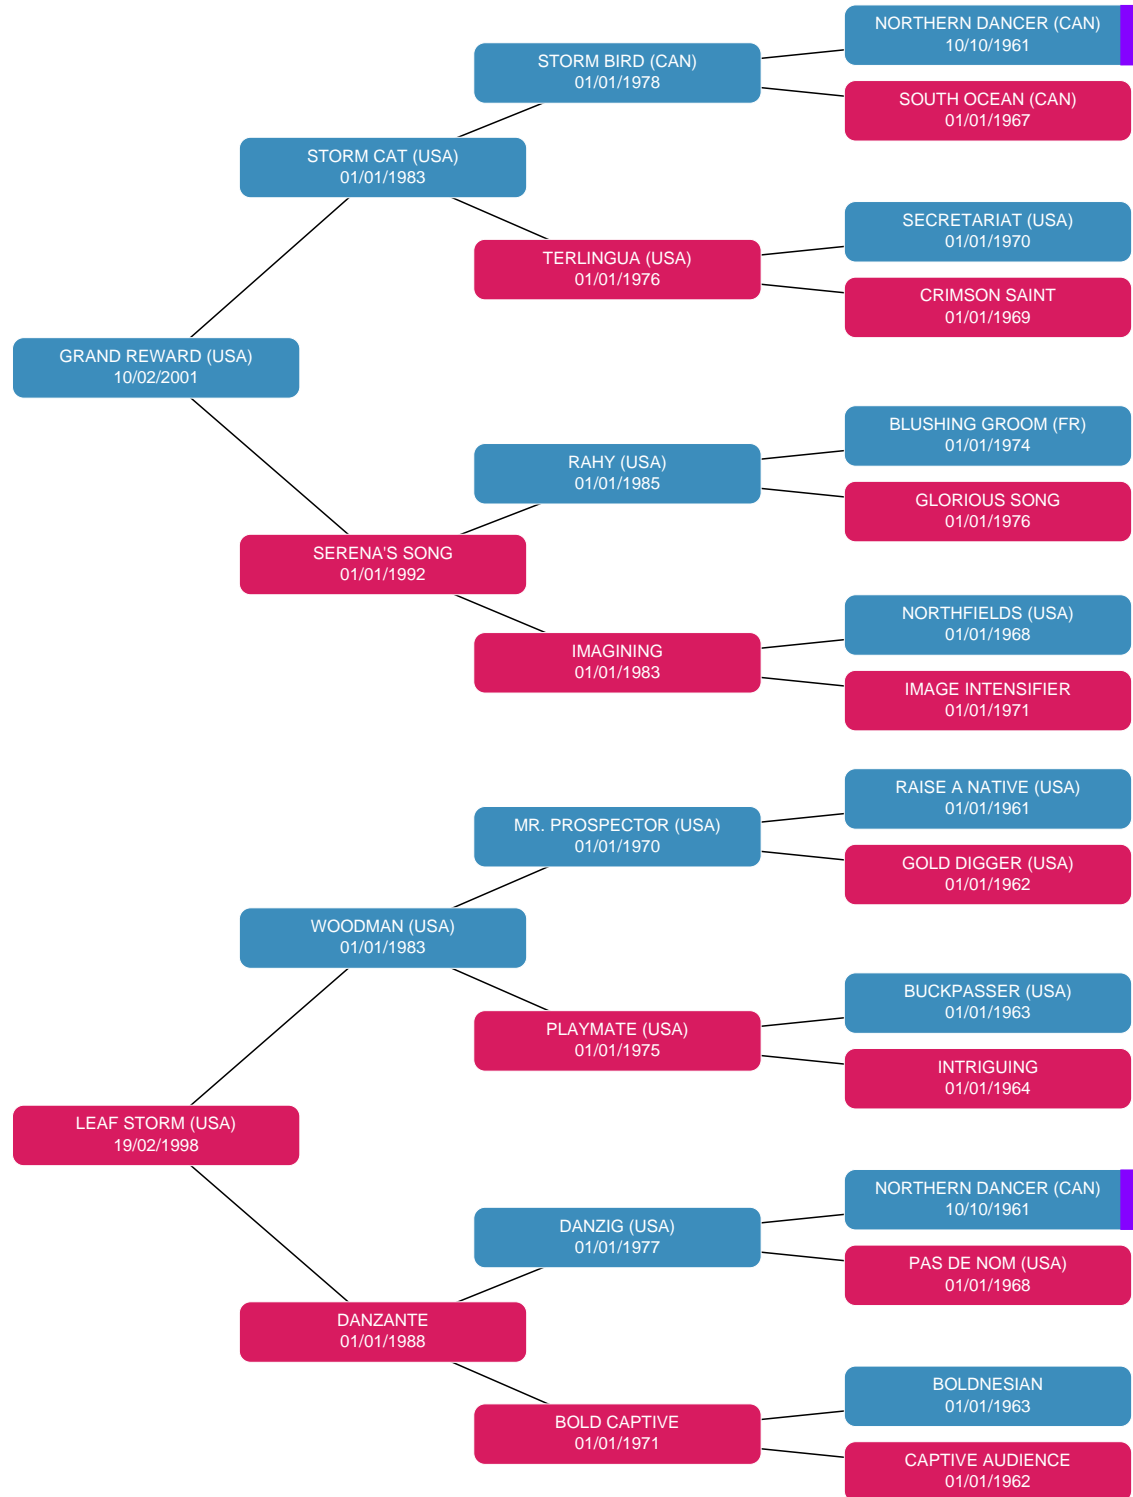 NORTHERN DANCER (CAN)
10/10/1961
STORM BIRD (CAN)
01/01/1978
SOUTH OCEAN (CAN)
01/01/1967
STORM CAT (USA)
01/01/1983
SECRETARIAT (USA)
01/01/1970
TERLINGUA (USA)
01/01/1976
CRIMSON SAINT
01/01/1969
GRAND REWARD (USA)
10/02/2001
BLUSHING GROOM (FR)
01/01/1974
RAHY (USA)
01/01/1985
GLORIOUS SONG
01/01/1976
SERENA'S SONG
01/01/1992
NORTHFIELDS (USA)
01/01/1968
IMAGINING
01/01/1983
IMAGE INTENSIFIER
01/01/1971
RAISE A NATIVE (USA)
01/01/1961
MR. PROSPECTOR (USA)
01/01/1970
GOLD DIGGER (USA)
01/01/1962
WOODMAN (USA)
01/01/1983
BUCKPASSER (USA)
01/01/1963
PLAYMATE (USA)
01/01/1975
INTRIGUING
01/01/1964
LEAF STORM (USA)
19/02/1998
NORTHERN DANCER (CAN)
10/10/1961
DANZIG (USA)
01/01/1977
PAS DE NOM (USA)
01/01/1968
DANZANTE
01/01/1988
BOLDNESIAN
01/01/1963
BOLD CAPTIVE
01/01/1971
CAPTIVE AUDIENCE
01/01/1962